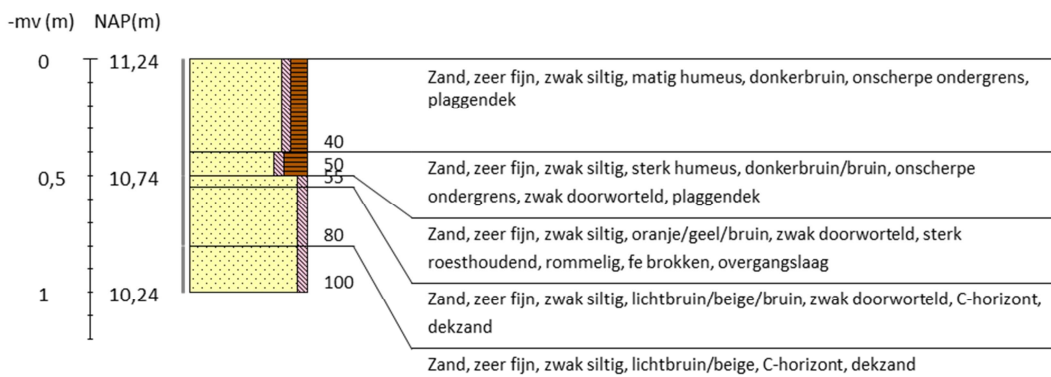 -mv (m) NAP(m)
0 11,24
Zand, zeer fijn, zwak siltig, matig humeus, donkerbruin, onscherpe ondergrens,
plaggendek
40
Zand, zeer fijn, zwak siltig, sterk humeus, donkerbruin/bruin, onscherpe
ondergrens, zwak doorworteld, plaggendek
50
0,5 10,74
55
Zand, zeer fijn, zwak siltig, oranje/geel/bruin, zwak doorworteld, sterk
roesthoudend, rommelig, fe brokken, overgangslaag
80
100
1 10,24
Zand, zeer fijn, zwak siltig, lichtbruin/beige/bruin, zwak doorworteld, C-horizont,
dekzand
Zand, zeer fijn, zwak siltig, lichtbruin/beige, C-horizont, dekzand